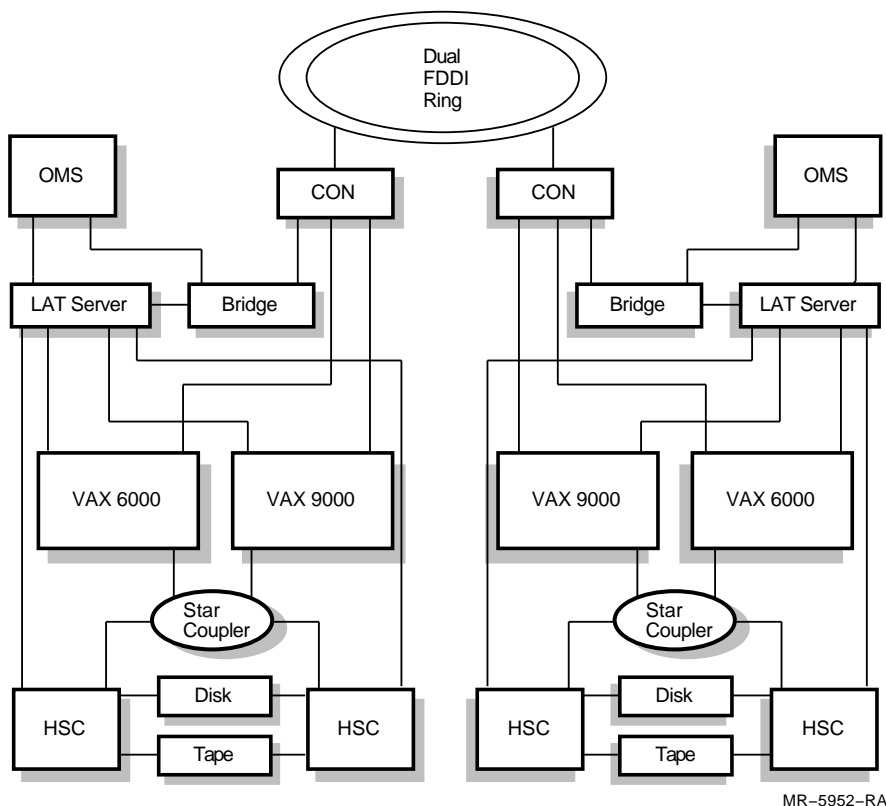 Dual
FDDI
Ring
OMS
CON
CON
OMS
LAT Server
Bridge
Bridge
LAT Server
VAX 6000
VAX 9000
VAX 9000
VAX 6000
Star
Coupler
Star
Coupler
HSC
Disk
HSC
HSC
Disk
HSC
Tape
Tape
MR–5952–RA